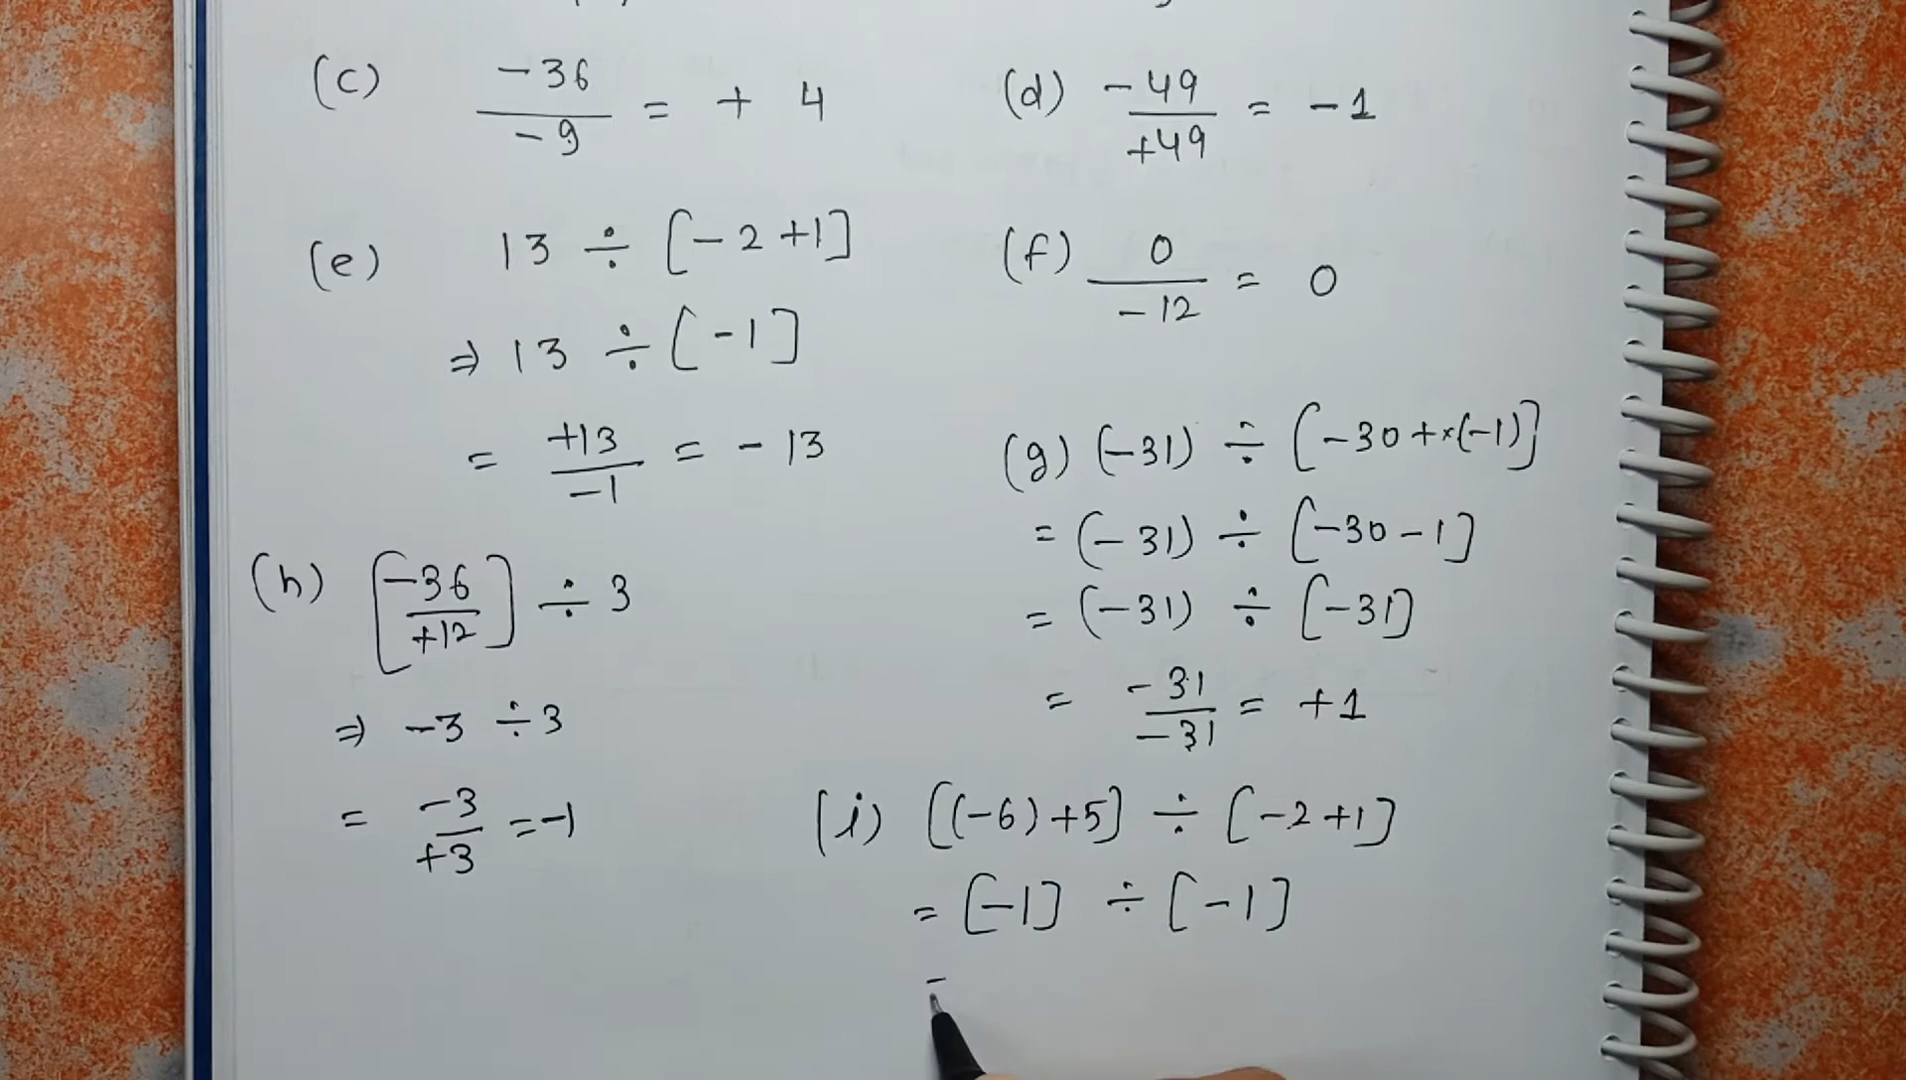 (c) -36/-9 = + 4
(d) -49/+49 = -1
(e) 13 ÷ [-2+1]
⇒ 13 ÷ [-1]
= +13/-1 = -13
(f) 0/-12 = 0
(g) (-31) ÷ [-30+×(-1)]
= (-31) ÷ [-30-1]
= (-31) ÷ [-31]
= -31/-31 = +1
(h) [-36/+12] ÷ 3
⇒ -3 ÷ 3
= -3/+3 = -1
(i) [(-6)+5] ÷ [-2+1]
= [-1] ÷ [-1]